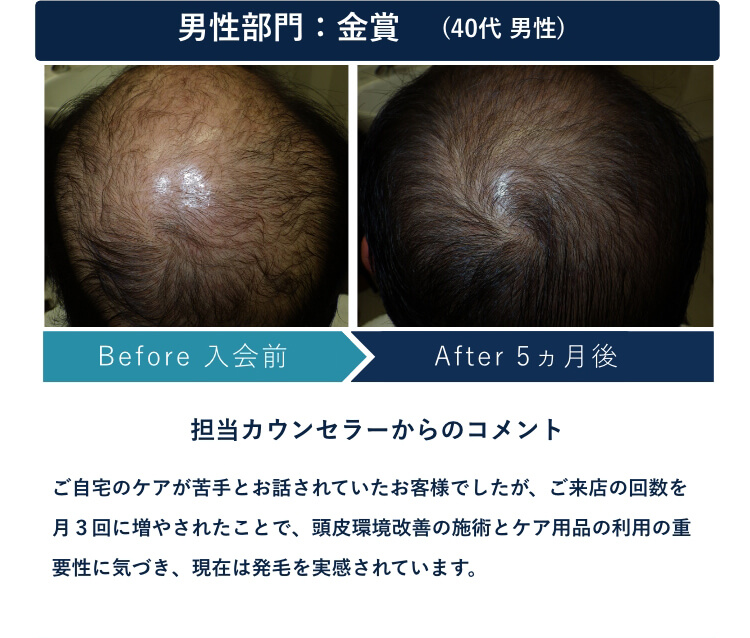 男性部門：金賞 (40代 男性)
Before 入会前 After 5ヵ月後
担当カウンセラーからのコメント
ご自宅のケアが苦手とお話されていたお客様でしたが、ご来店の回数を
月３回に増やされたことで、頭皮環境改善の施術とケア用品の利用の重
要性に気づき、現在は発毛を実感されています。